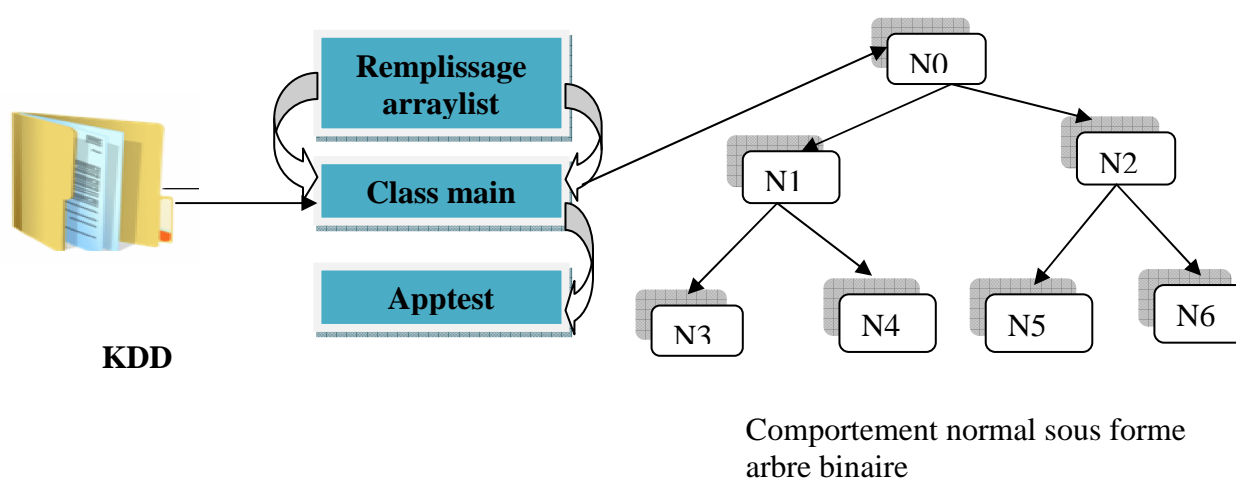 Remplissage
arraylist
Class main
Apptest
KDD
N0
N1
N2
N3
N4
N5
N6
Comportement normal sous forme
arbre binaire